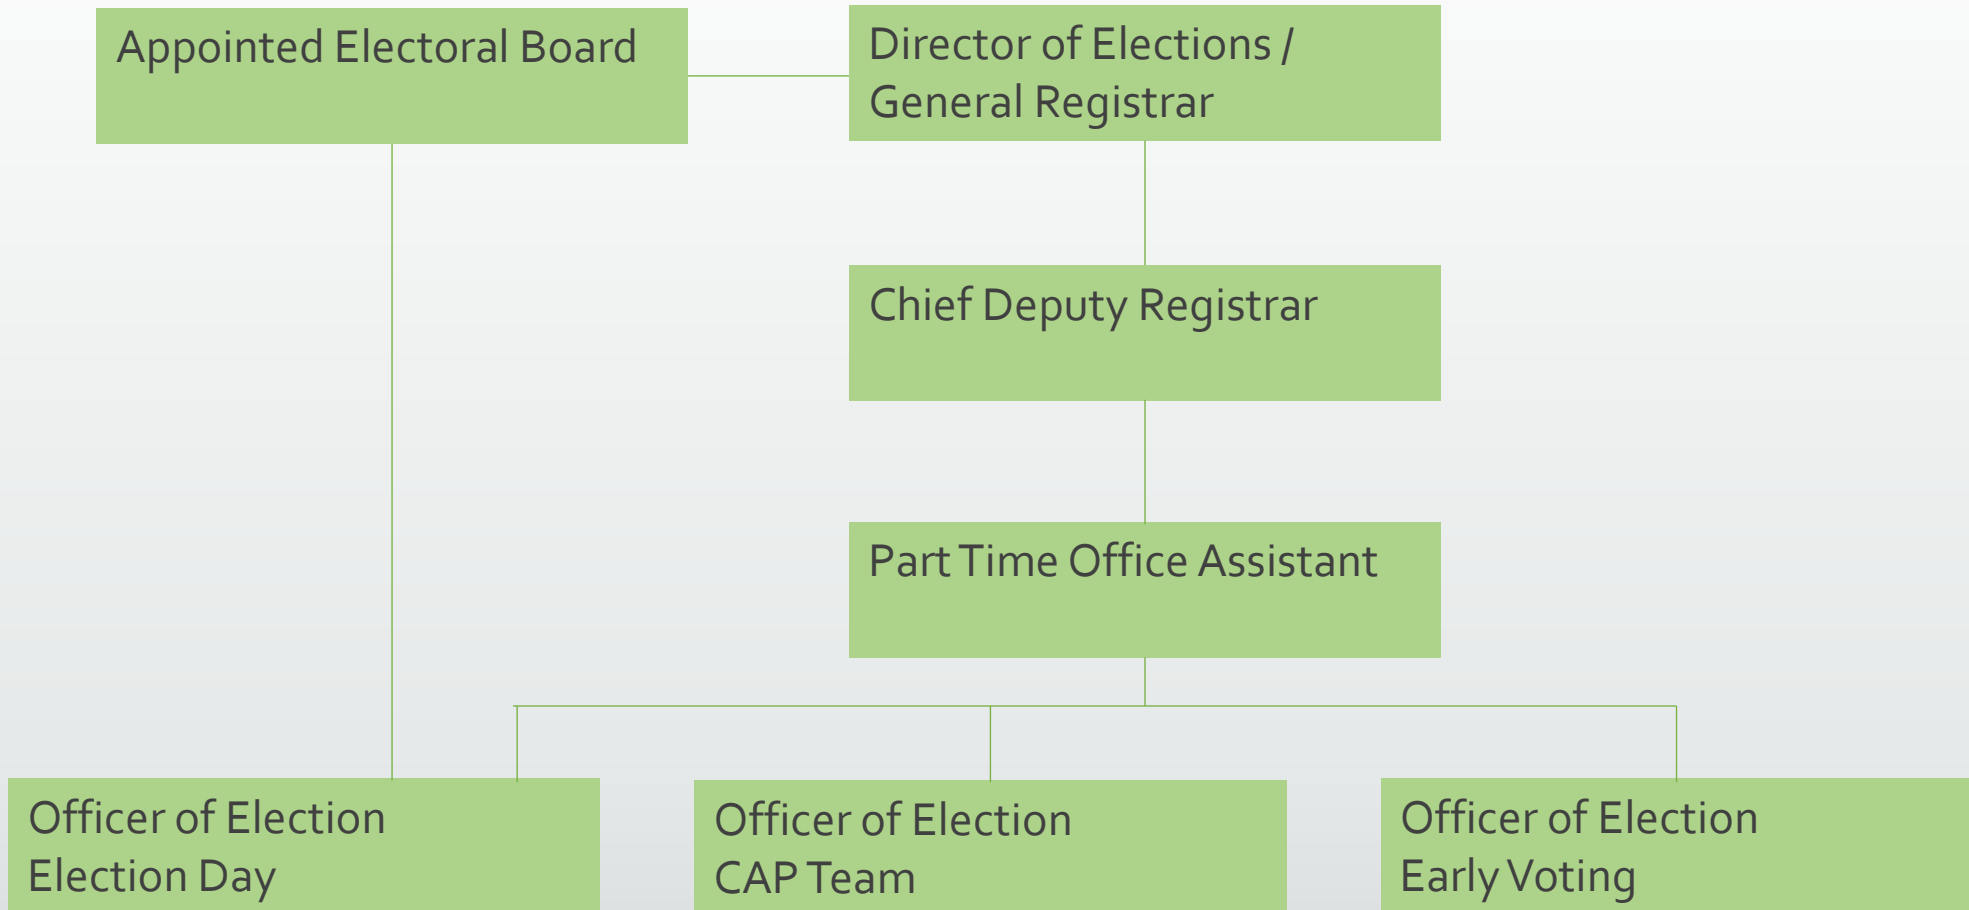 Appointed Electoral Board
Director of Elections /
General Registrar
Chief Deputy Registrar
Part Time Office Assistant
Officer of Election
Election Day
Officer of Election
CAP Team
Officer of Election
Early Voting